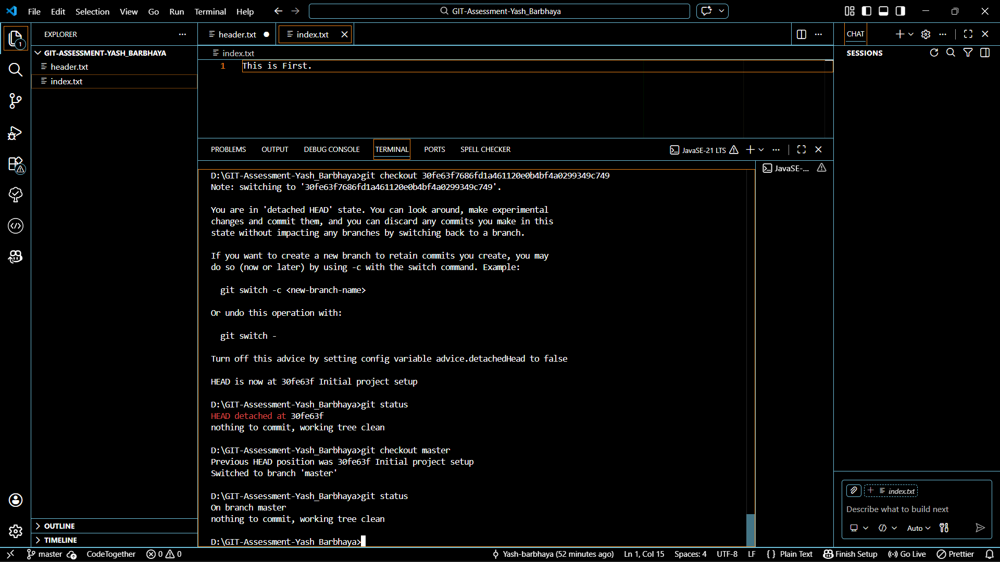 File Edit Selection View Go Run Terminal Help
GIT-Assessment-Yash_Barbhaya
EXPLORER
GIT-ASSESSMENT-YASH_BARBHAYA
header.txt
index.txt
1
OUTLINE
TIMELINE
header.txt
index.txt
index.txt
1 This is First.
PROBLEMS OUTPUT DEBUG CONSOLE TERMINAL PORTS SPELL CHECKER
JavaSE-21 LTS
JavaSE-...
D:\GIT-Assessment-Yash_Barbhaya>git checkout 30fe63f7686fd1a461120e0b4bf4a0299349c749
Note: switching to '30fe63f7686fd1a461120e0b4bf4a0299349c749'.
You are in 'detached HEAD' state. You can look around, make experimental
changes and commit them, and you can discard any commits you make in this
state without impacting any branches by switching back to a branch.
If you want to create a new branch to retain commits you create, you may
do so (now or later) by using -c with the switch command. Example:
git switch -c <new-branch-name>
Or undo this operation with:
git switch -
Turn off this advice by setting config variable advice.detachedHead to false
HEAD is now at 30fe63f Initial project setup
D:\GIT-Assessment-Yash_Barbhaya>git status
HEAD detached at 30fe63f
nothing to commit, working tree clean
D:\GIT-Assessment-Yash_Barbhaya>git checkout master
Previous HEAD position was 30fe63f Initial project setup
Switched to branch 'master'
D:\GIT-Assessment-Yash_Barbhaya>git status
On branch master
nothing to commit, working tree clean
D:\GIT-Assessment-Yash_Barbhaya>
CHAT
SESSIONS
index.txt
Describe what to build next
Auto
master CodeTogether 0 0 Yash-barbhaya (52 minutes ago) Ln 1, Col 15 Spaces: 4 UTF-8 LF {} Plain Text Finish Setup Go Live Prettier